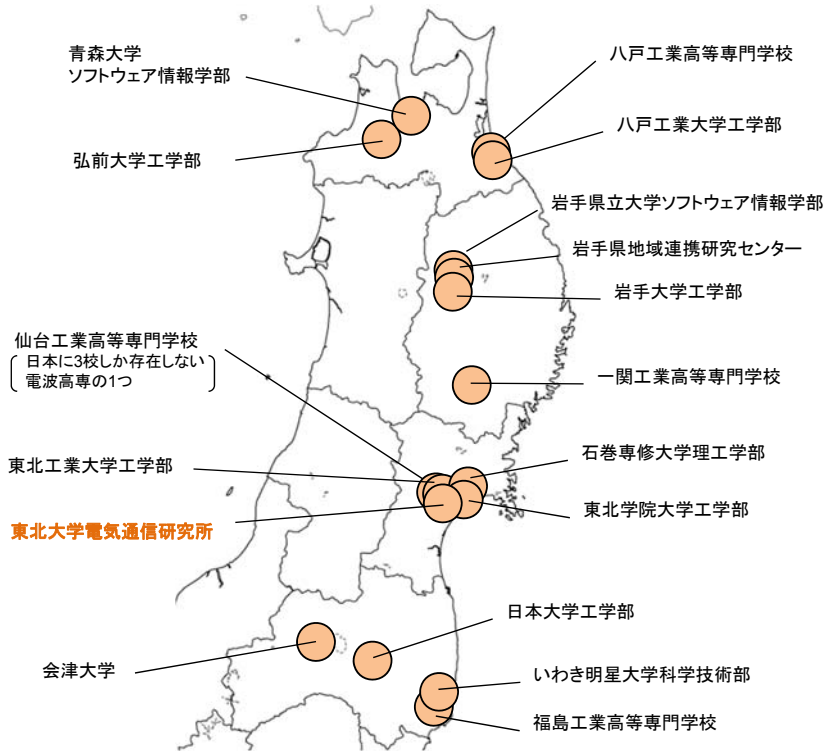 青森大学
ソフトウェア情報学部
弘前大学工学部
八戸工業高等専門学校
八戸工業大学工学部
岩手県立大学ソフトウェア情報学部
岩手県地域連携研究センター
岩手大学工学部
仙台工業高等専門学校
日本に3校しか存在しない
電波高専の1つ
一関工業高等専門学校
東北工業大学工学部
石巻専修大学理工学部
東北大学電気通信研究所
東北学院大学工学部
日本大学工学部
会津大学
いわき明星大学科学技術部
福島工業高等専門学校